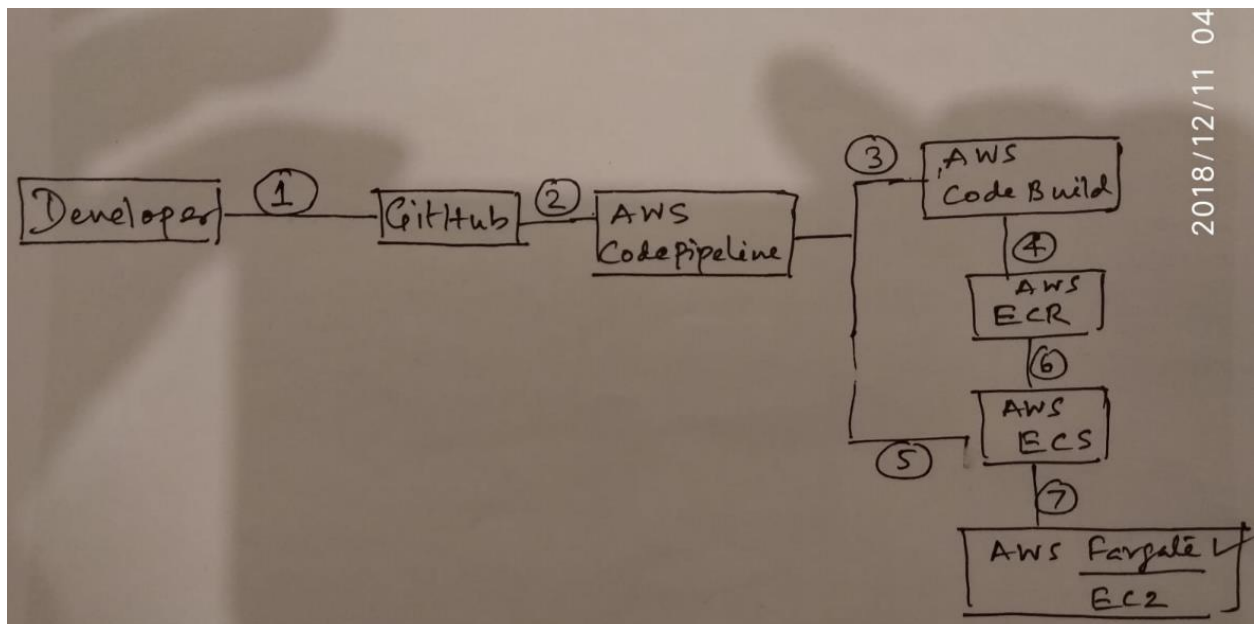 Developer
1
GitHub
2
AWS
Codepipeline
3
AWS
Code Build
4
AWS
ECR
6
AWS
ECS
5
7
AWS Fargate ✓
EC2
2018/12/11 04